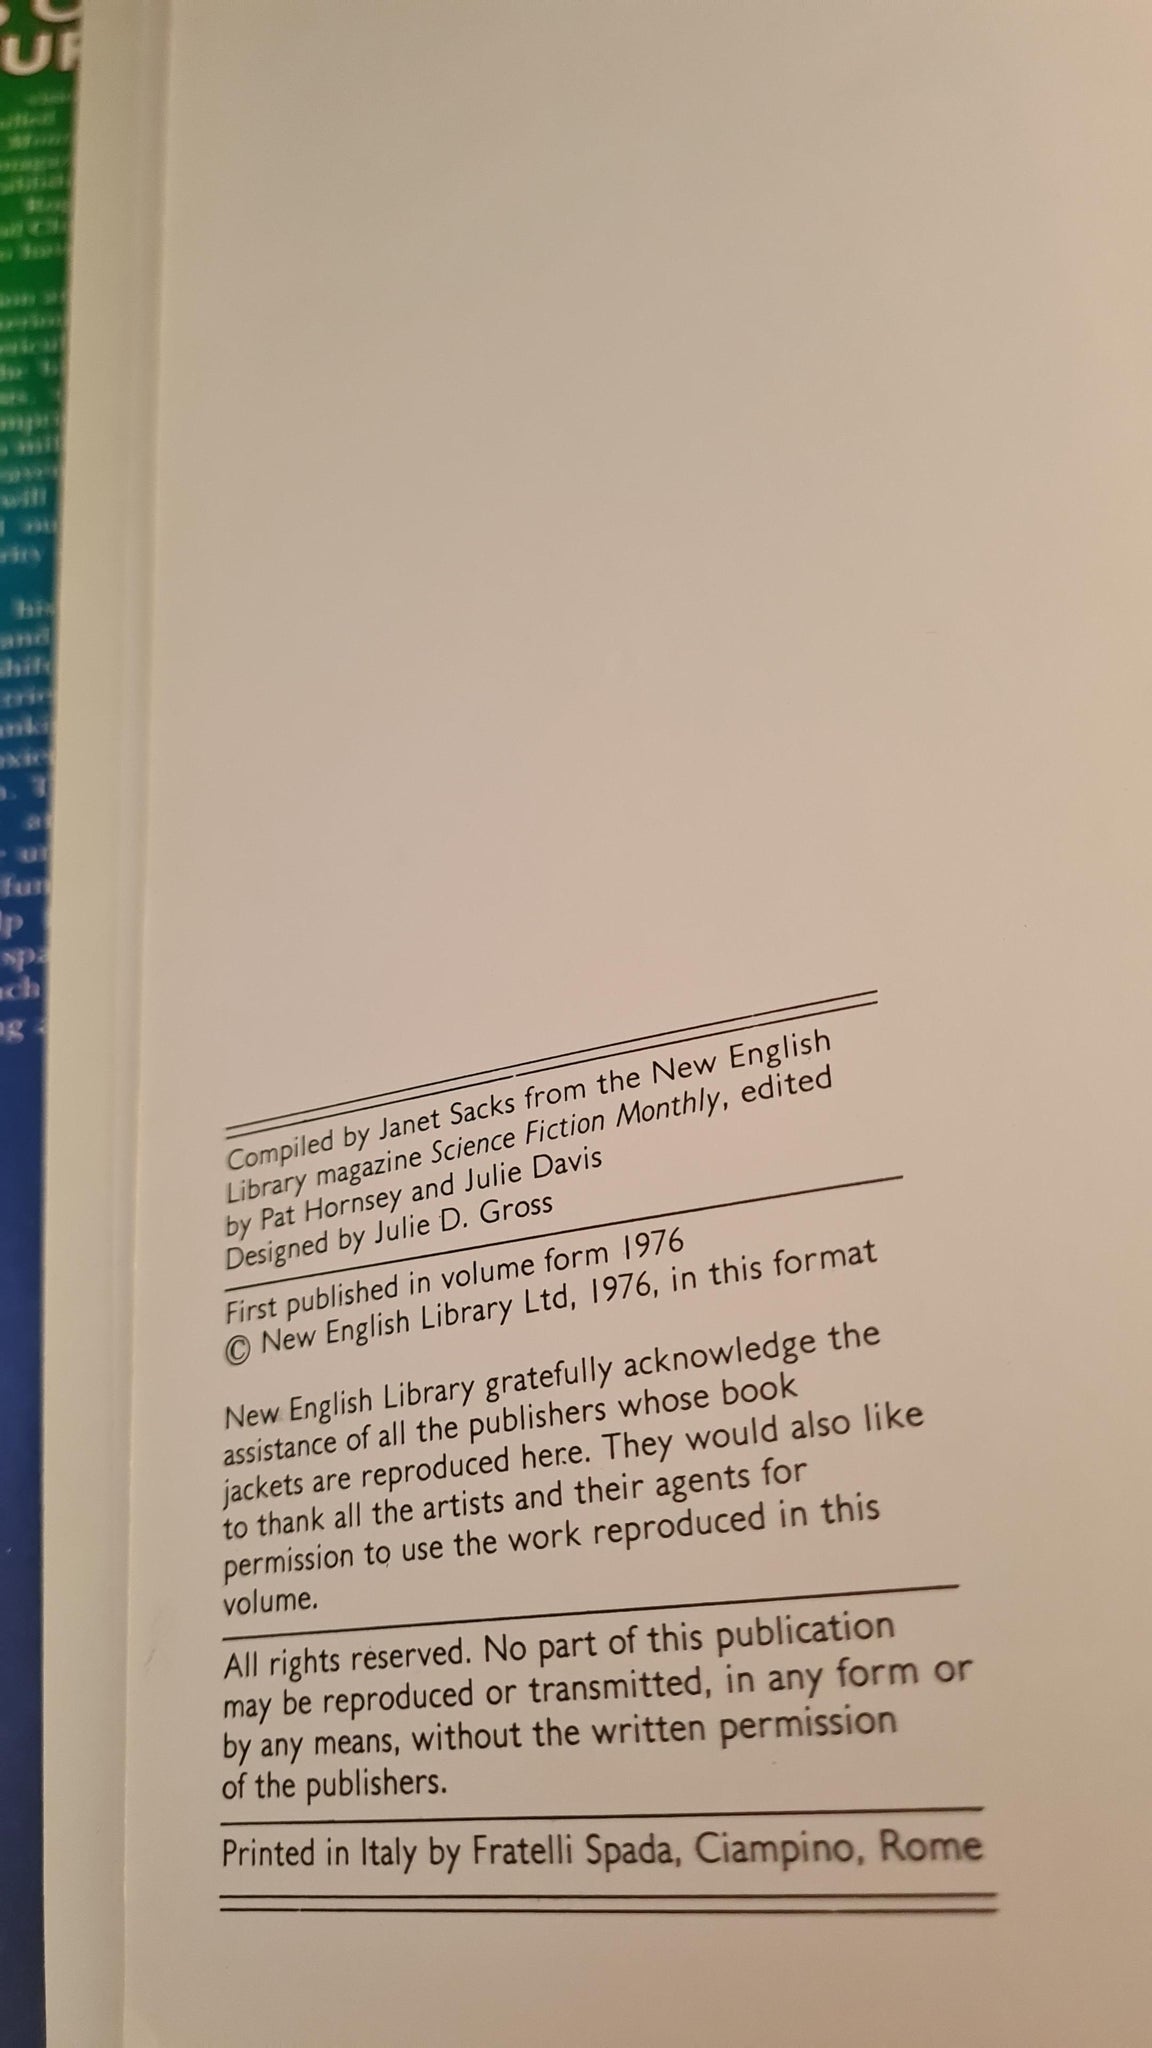 UR
will
and
fun
spa
Compiled by Janet Sacks from the New English
Library magazine Science Fiction Monthly, edited
by Pat Hornsey and Julie Davis
Designed by Julie D. Gross
First published in volume form 1976
© New English Library Ltd, 1976, in this format
New English Library gratefully acknowledge the
assistance of all the publishers whose book
jackets are reproduced here. They would also like
to thank all the artists and their agents for
permission to use the work reproduced in this
volume.
All rights reserved. No part of this publication
may be reproduced or transmitted, in any form or
by any means, without the written permission
of the publishers.
Printed in Italy by Fratelli Spada, Ciampino, Rome